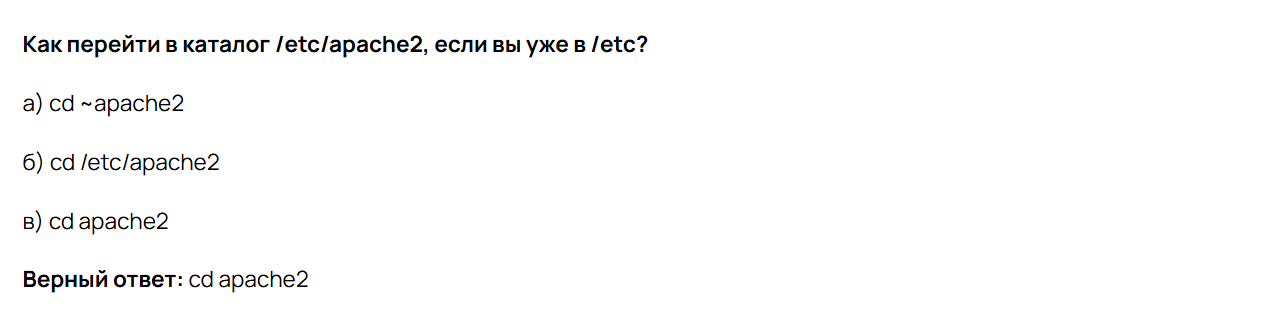 Как перейти в каталог /etc/apache2, если вы уже в /etc?
а) cd ~apache2
б) cd /etc/apache2
в) cd apache2
Верный ответ: cd apache2